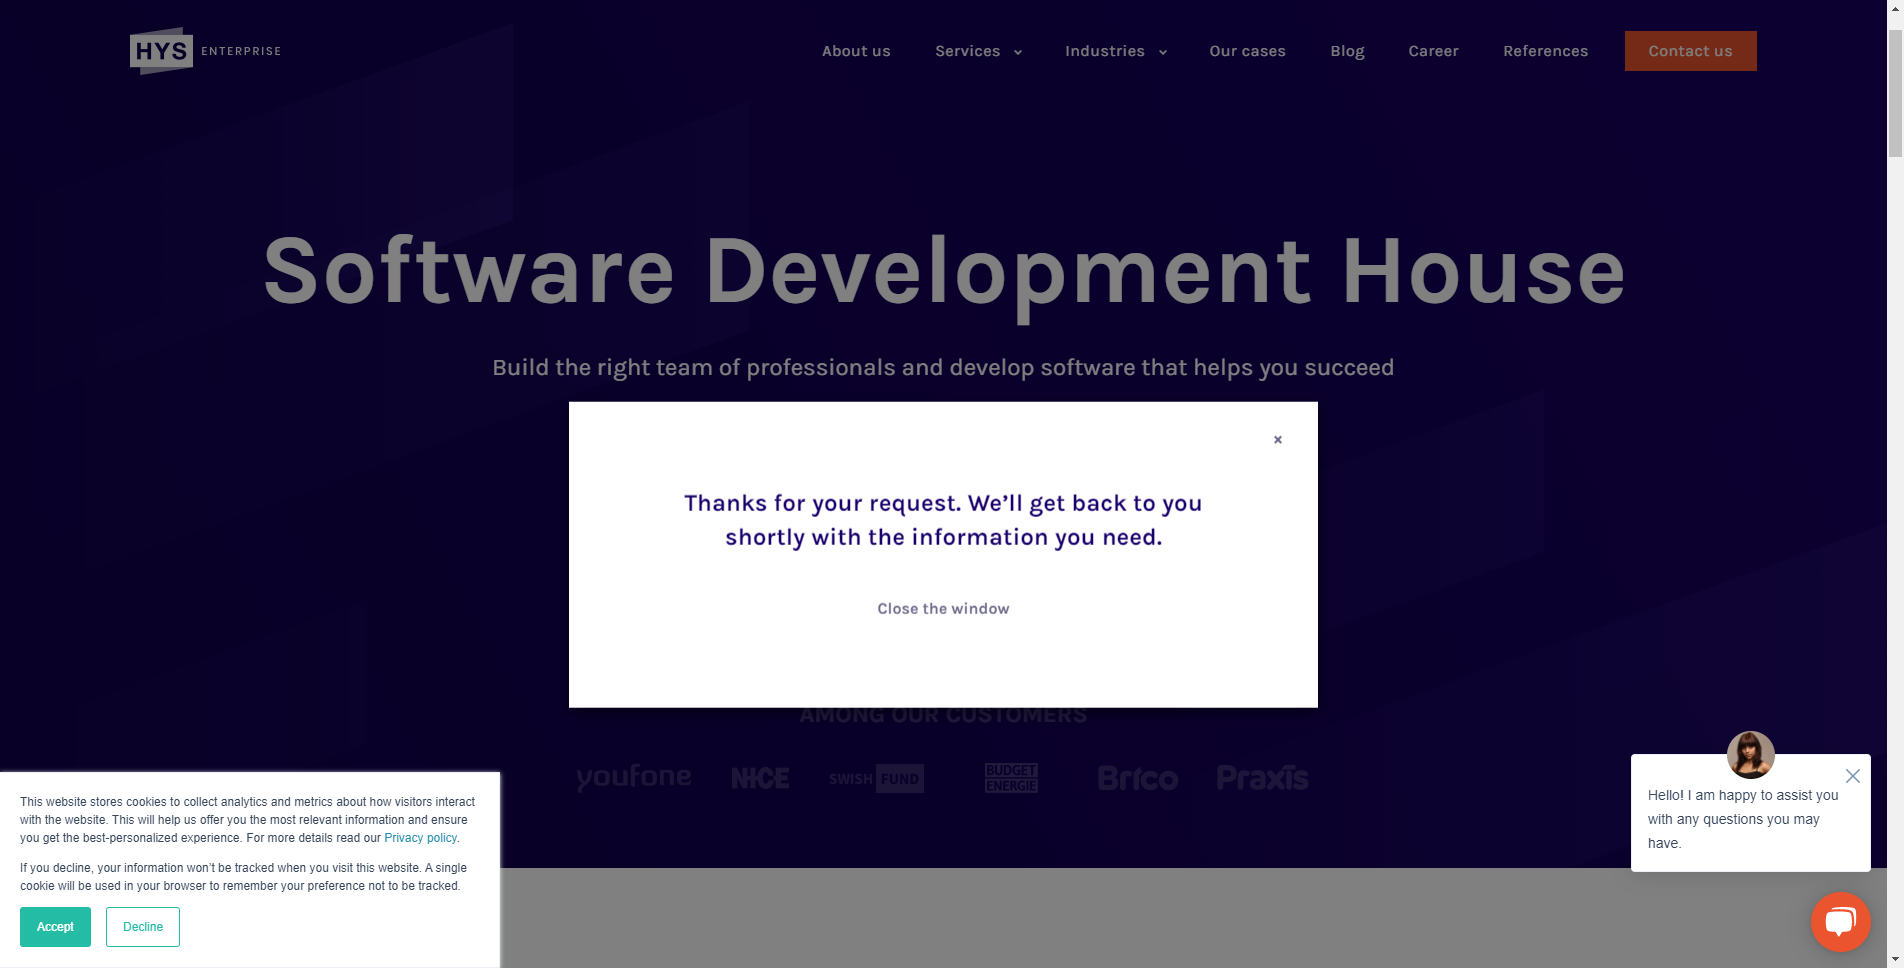 HYS ENTERPRISE
About us
Services
Industries
Our cases
Blog
Career
References
Contact us
Software Development House
Build the right team of professionals and develop software that helps you succeed
×
Thanks for your request. We’ll get back to you
shortly with the information you need.
Close the window
AMONG OUR CUSTOMERS
youfone
NICE
SWISH FUND
BUDGET
ENERGIE
Brico
Praxis
This website stores cookies to collect analytics and metrics about how visitors interact
with the website. This will help us offer you the most relevant information and ensure
you get the best-personalized experience. For more details read our Privacy policy.
If you decline, your information won’t be tracked when you visit this website. A single
cookie will be used in your browser to remember your preference not to be tracked.
Accept
Decline
Hello! I am happy to assist you
with any questions you may
have.